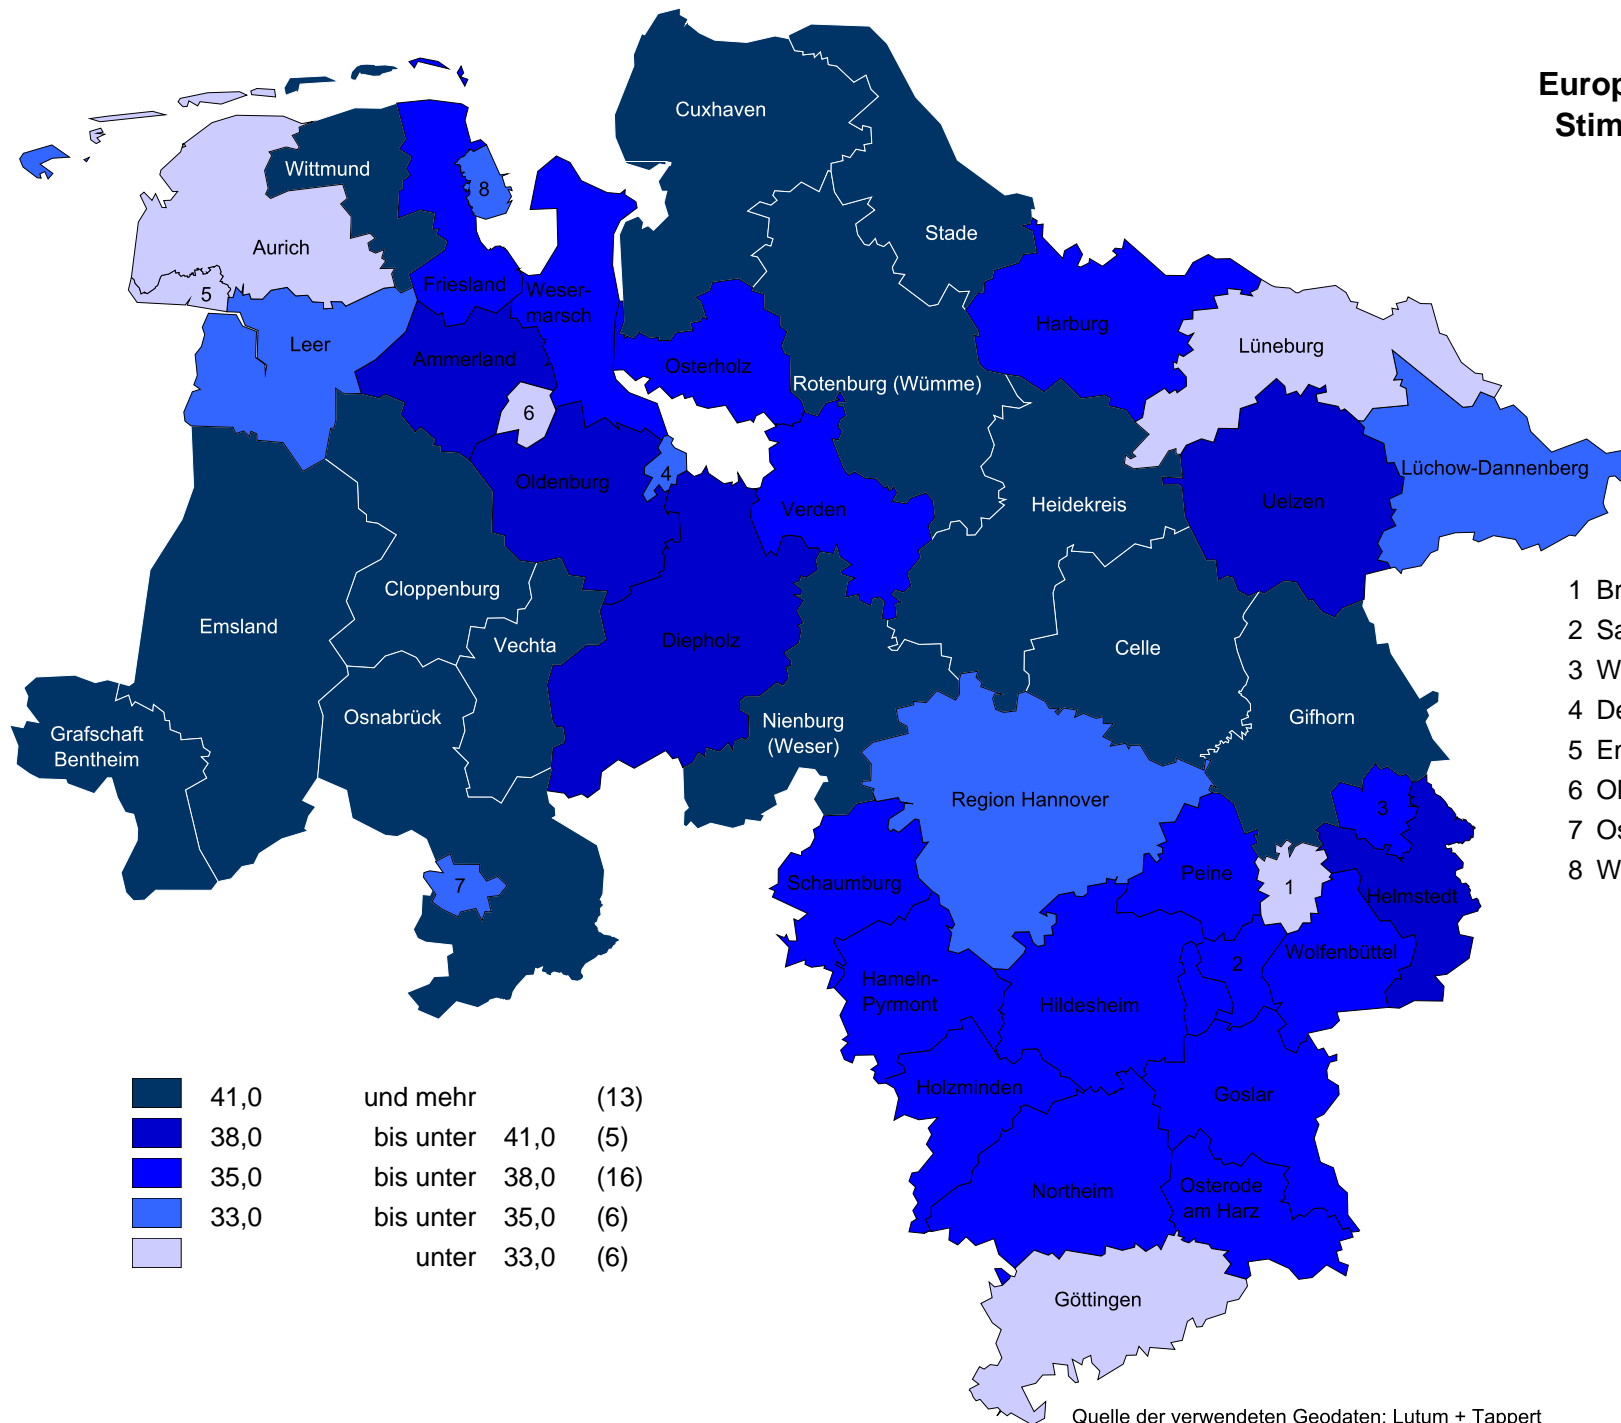 Europ
Stim
Cuxhaven
Wittmund
8
Stade
Aurich
Friesland
Weser-
marsch
5
Harburg
Leer
Lüneburg
Ammerland
Osterholz
Rotenburg (Wümme)
6
Lüchow-Dannenberg
Oldenburg
4
Heidekreis
Uelzen
Verden
Cloppenburg
Emsland
Vechta
Diepholz
Celle
Osnabrück
Nienburg
(Weser)
Gifhorn
Grafschaft
Bentheim
Region Hannover
3
7
Schaumburg
Peine
1
Helmstedt
Wolfenbüttel
2
Hameln-
Pyrmont
Hildesheim
Holzminden
Goslar
Northeim
Osterode
am Harz
Göttingen
1 Br
2 Sa
3 W
4 De
5 Er
6 Ol
7 Os
8 W
41,0 und mehr (13)
38,0 bis unter 41,0 (5)
35,0 bis unter 38,0 (16)
33,0 bis unter 35,0 (6)
unter 33,0 (6)
Quelle der verwendeten Geodaten: Lutum + Tappert